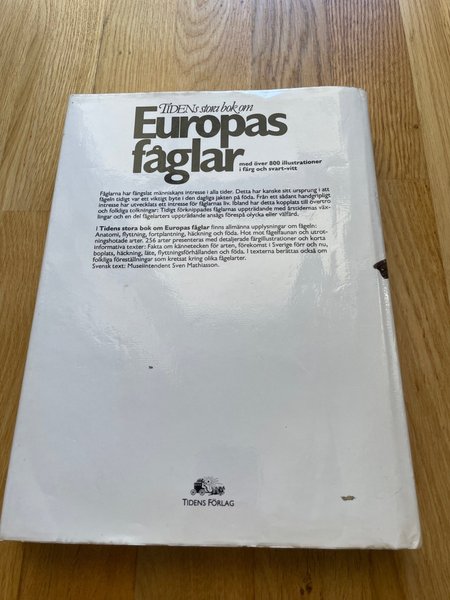 TIDENs stora bok om
Europas
fåglar
med över 800 illustrationer
i färg och svart-vitt
Fåglarna har fängslat människans intresse i alla tider. Detta har kanske sitt ursprung i att
fågeln tidigt var ett viktigt byte i den dagliga jakten på föda. Från ett sådant handgripligt
intresse har utvecklats ett intresse för fåglarnas liv. Ibland har detta kopplats till övertro
och folkliga tolkningar: Tidigt förknippades fåglarnas uppträdande med årstidernas växlingar
och en del fågelarters uppträdande ansågs förespå olycka eller välfärd.
I Tidens stora bok om Europas fåglar finns allmänna upplysningar om fågeln:
Anatomi, flyttning, fortplantning, häckning och föda. Hot mot fågelfaunan och utrot-
ningshotade arter. 256 arter presenteras med detaljerade färgillustrationer och korta
informativa texter: Fakta om kännetecken för arten, förekomst i Sverige förr och nu,
boplats, häckning, läte, flyttningsförhållanden och föda. I texterna berättas också om
folkliga föreställningar som kretsat kring olika fågelarter.
Svensk text: Museiintendent Sven Mathiasson.
TIDENS FÖRLAG